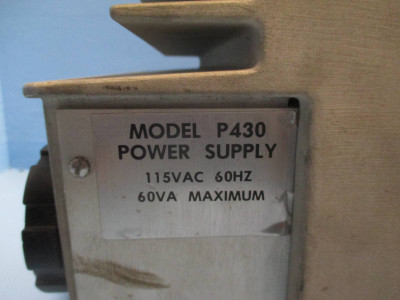 MODEL P430
POWER SUPPLY
115VAC 60HZ
60VA MAXIMUM